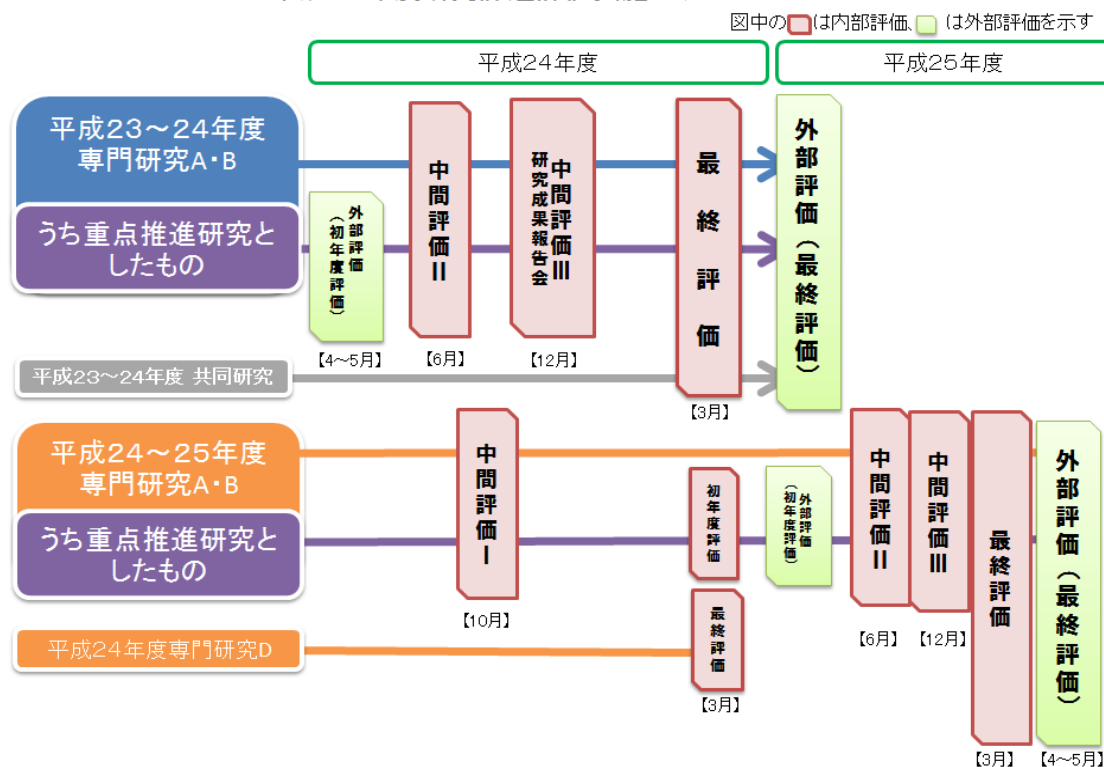 図中の は内部評価、 は外部評価を示す
平成24年度
平成25年度
平成23～24年度
専門研究A・B
うち重点推進研究と
したもの
外部評価
（初年度評価）
【4～5月】
中間評価Ⅱ
【6月】
中間評価Ⅲ
研究成果報告会
【12月】
最終評価
【3月】
外部評価（最終評価）
平成23～24年度 共同研究
平成24～25年度
専門研究A・B
うち重点推進研究と
したもの
中間評価Ⅰ
【10月】
初年度評価
外部評価
（初年度評価）
中間評価Ⅱ
【6月】
中間評価Ⅲ
【12月】
最終評価
【3月】
外部評価（最終評価）
【4～5月】
平成24年度専門研究D
最終評価
【3月】